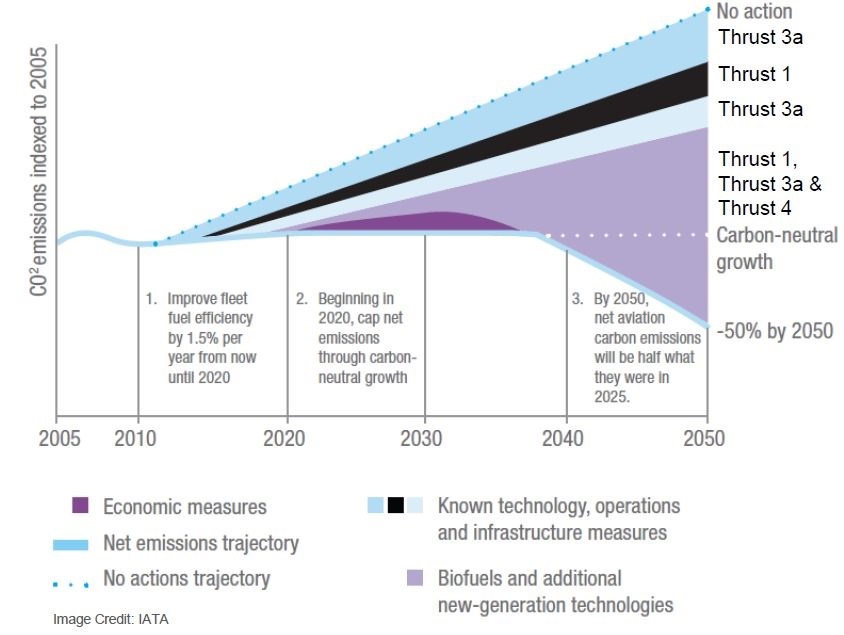 No action
Thrust 3a
Thrust 1
Thrust 3a
Thrust 1,
Thrust 3a &
Thrust 4
Carbon-neutral
growth
-50% by 2050
CO² emissions indexed to 2005
1. Improve fleet
fuel efficiency
by 1.5% per
year from now
until 2020
2. Beginning in
2020, cap net
emissions
through carbon-
neutral growth
3. By 2050,
net aviation
carbon emissions
will be half what
they were in
2025.
2005 2010 2020 2030 2040 2050
Economic measures
Net emissions trajectory
No actions trajectory
Known technology, operations
and infrastructure measures
Biofuels and additional
new-generation technologies
Image Credit: IATA